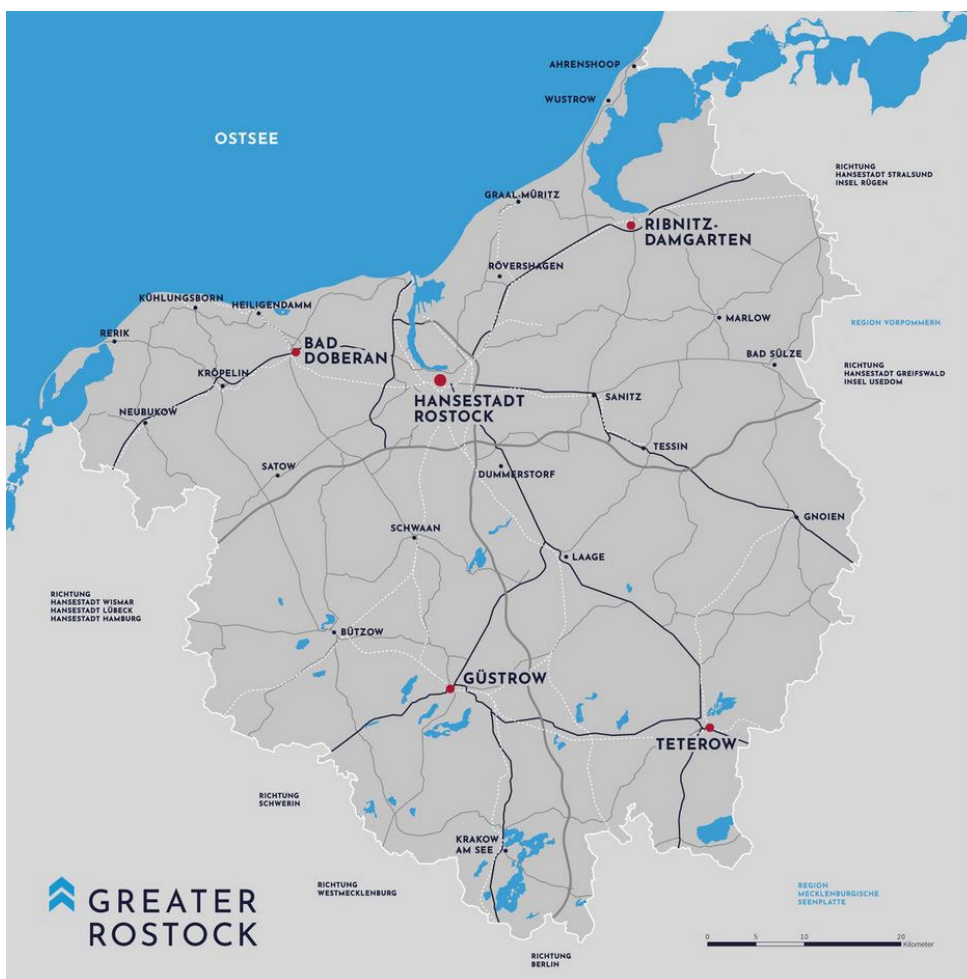 AHRENSHOOP
WUSTROW
OSTSEE
RICHTUNG
HANSESTADT STRALSUND
INSEL RÜGEN
GRAAL-MÜRITZ
RIBNITZ-
DAMGARTEN
RÖVERSHAGEN
KÜHLUNGSBORN
HEILIGENDAMM
MARLOW
REGION VORPOMMERN
RERIK
BAD
DOBERAN
BAD SÜLZE
RICHTUNG
HANSESTADT GREIFSWALD
INSEL USEDOM
KRÖPELIN
HANSESTADT
ROSTOCK
SANITZ
NEUBUKOW
TESSIN
SATOW
DUMMERSTORF
GNOIEN
SCHWAAN
LAAGE
RICHTUNG
HANSESTADT WISMAR
HANSESTADT LÜBECK
HANSESTADT HAMBURG
BÜTZOW
GÜSTROW
TETEROW
RICHTUNG
SCHWERIN
KRAKOW
AM SEE
RICHTUNG
WESTMECKLENBURG
REGION
MECKLENBURGISCHE
SEENPLATTE
GREATER
ROSTOCK
0 5 10 20
Kilometer
RICHTUNG
BERLIN